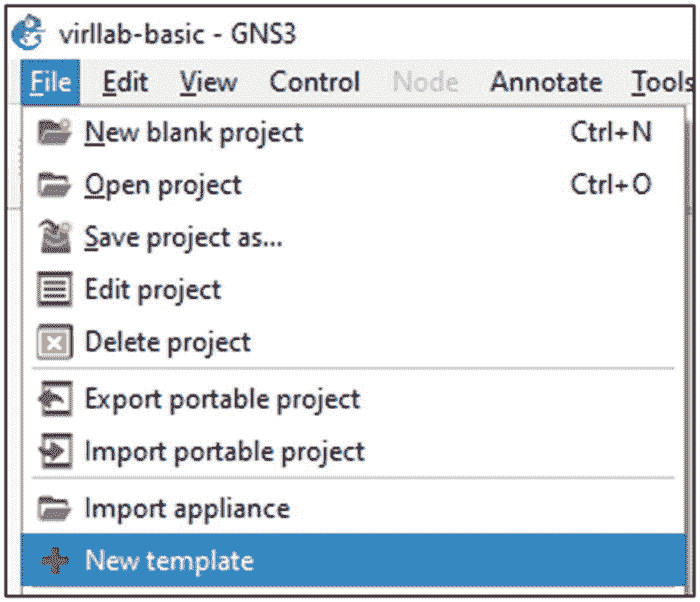 virllab-basic - GNS3
File Edit View Control Node Annotate Tools
New blank project Ctrl+N
Open project Ctrl+O
Save project as...
Edit project
Delete project
Export portable project
Import portable project
Import appliance
New template